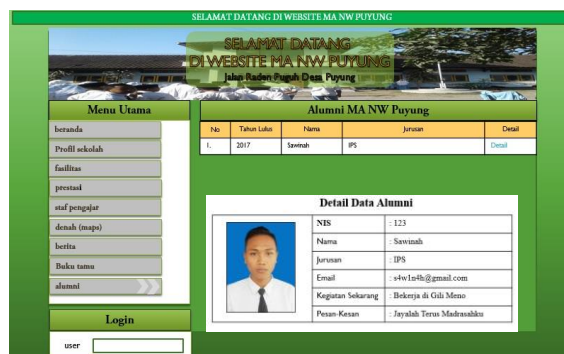 SELAMAT DATANG DI WEBSITE MA NW PUYUNG
SELAMAT DATANG
DI WEBSITE MA NW PUYUNG
Jalan Raden Puguh Desa Puyung
Menu Utama
beranda
Profil sekolah
fasilitas
prestasi
staf pengajar
denah (maps)
berita
Buku tamu
alumni
Login
user
Alumni MA NW Puyung
No Tahun Lulus Nama Jurusan Detail
1. 2017 Sawinah IPS Detail
Detail Data Alumni
NIS : 123
Nama : Sawinah
Jurusan : IPS
Email : s4w1n4h@gmail.com
Kegiatan Sekarang : Bekerja di Gili Meno
Pesan-Kesan : Jayalah Terus Madrasahku